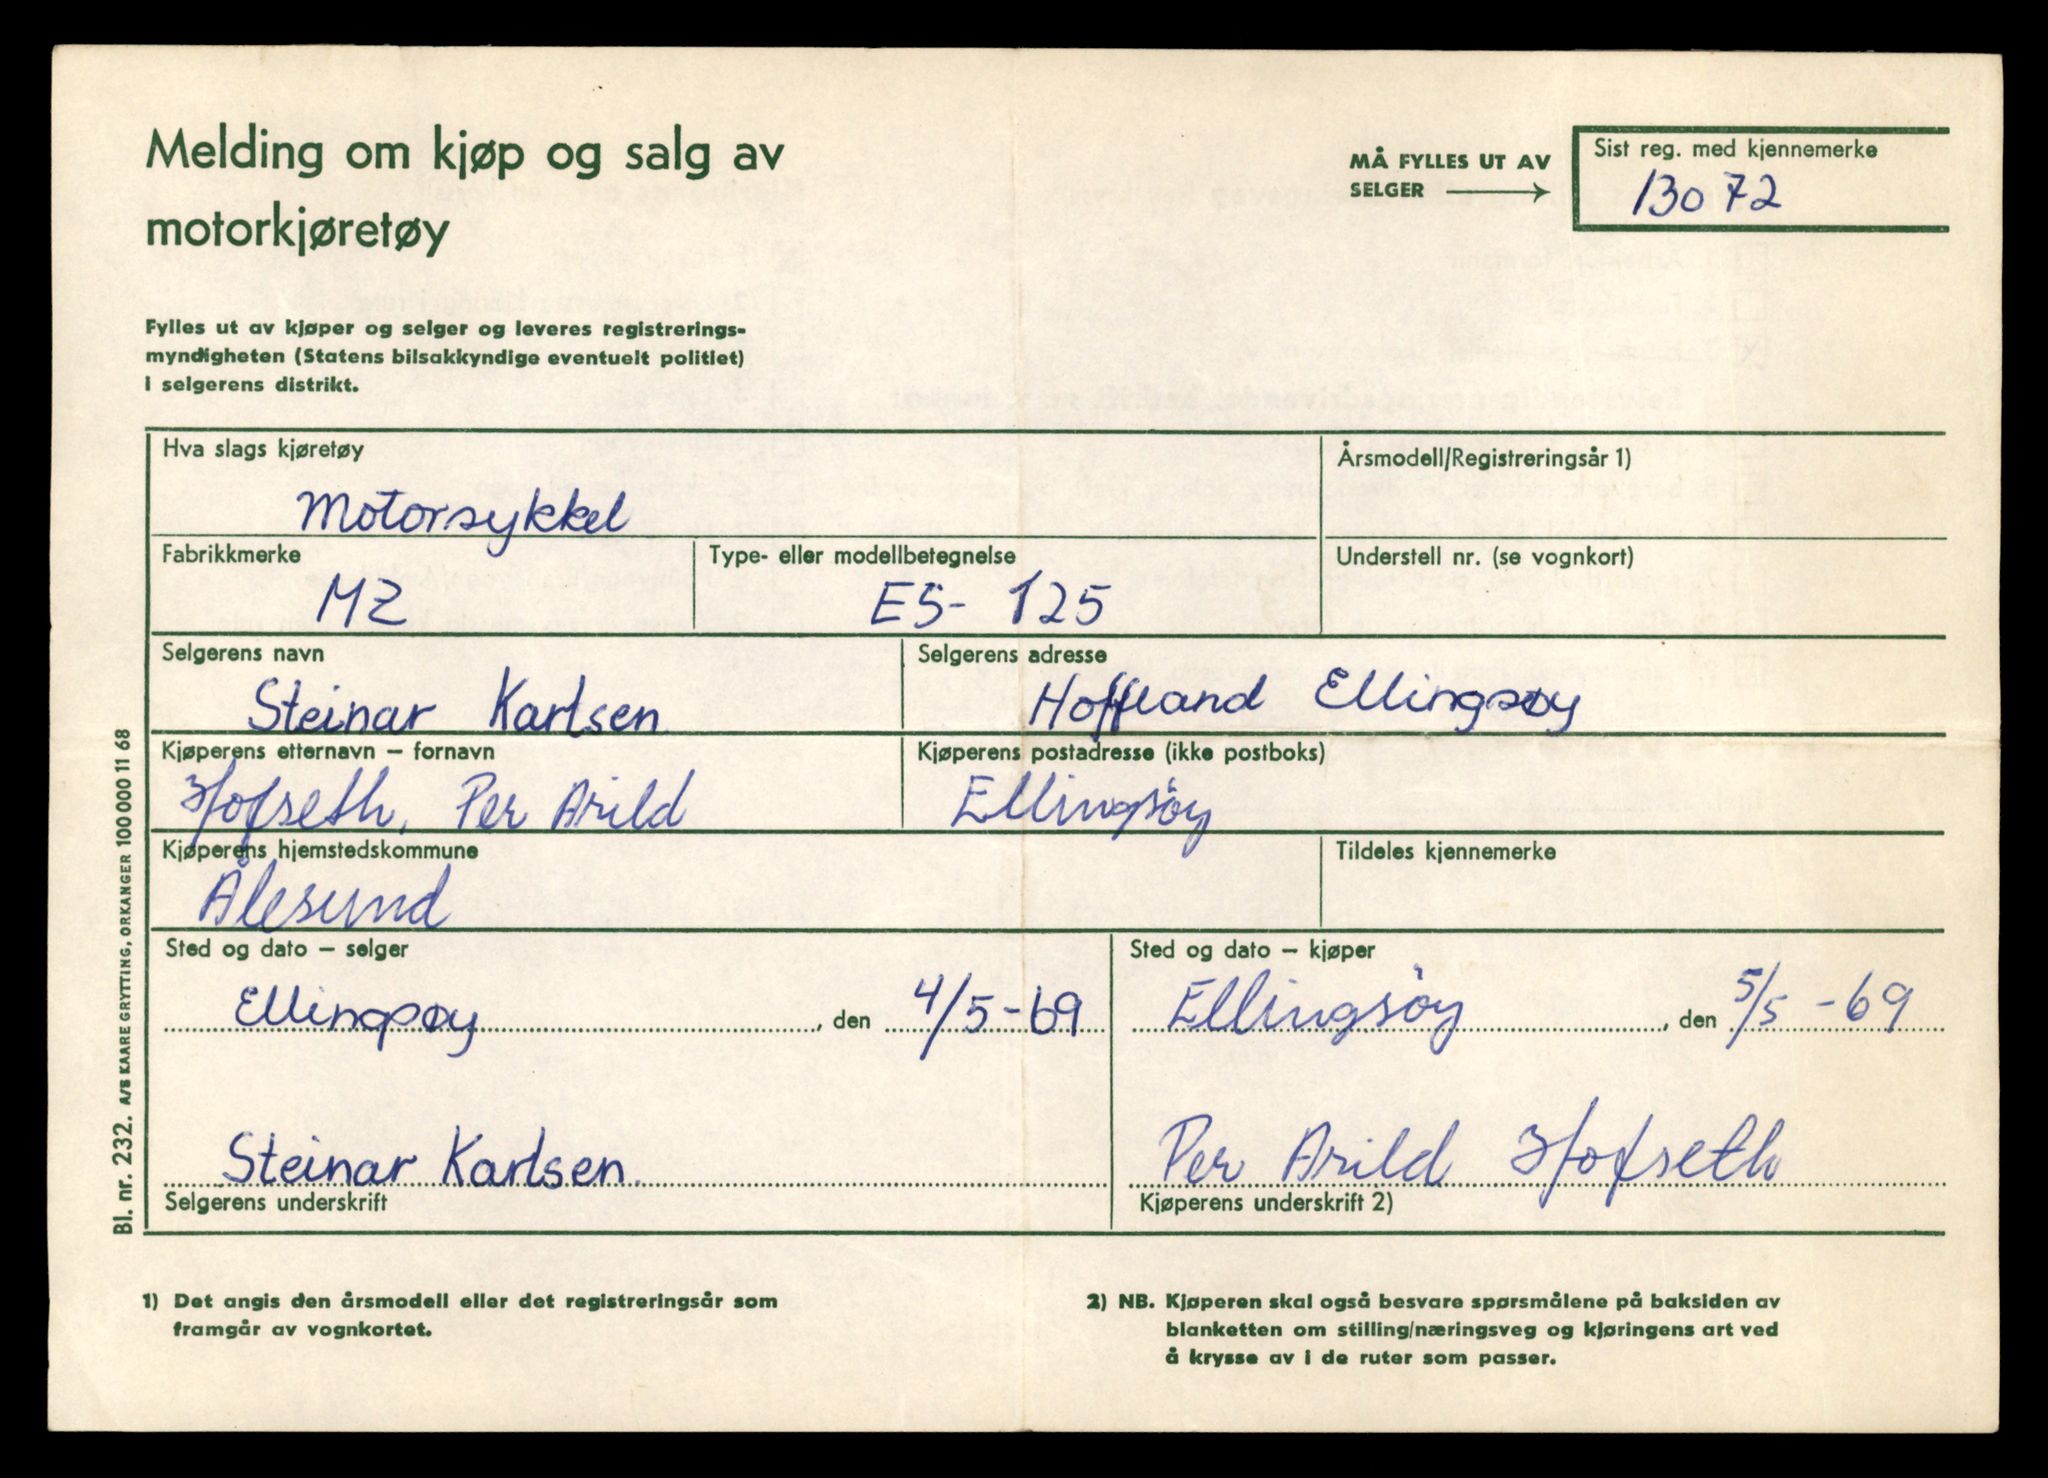 Melding om kjøp og salg av
motorkjøretøy
MÅ FYLLES UT AV
SELGER
Sist reg. med kjennemerke
13072
Fylles ut av kjøper og selger og leveres registrerings-
myndigheten (Statens bilsakkyndige eventuelt politiet)
i selgerens distrikt.
Hva slags kjøretøy
Motorsykkel
Årsmodell/Registreringsår 1)
Fabrikkmerke
MZ
Type- eller modellbetegnelse
ES- 125
Understell nr. (se vognkort)
Selgerens navn
Steinar Karlsen
Selgerens adresse
Hoffland Ellingsøy
Kjøperens etternavn – fornavn
Hofseth, Per Arild
Kjøperens postadresse (ikke postboks)
Ellingsöy
Kjøperens hjemstedskommune
Ålesund
Tildeles kjennemerke
Sted og dato – selger
Ellingsøy, den 4/5-69
Sted og dato – kjøper
Ellingsöy, den 5/5 -69
Steinar Karlsen
Selgerens underskrift
Per Arild Hofseth
Kjøperens underskrift 2)
Bl. nr. 232. A/S KAARE GRYTTING, ORKANGER 100 000 11 68
1) Det angis den årsmodell eller det registreringsår som
framgår av vognkortet.
2) NB. Kjøperen skal også besvare spørsmålene på baksiden av
blanketten om stilling/næringsveg og kjøringens art ved
å krysse av i de ruter som passer.